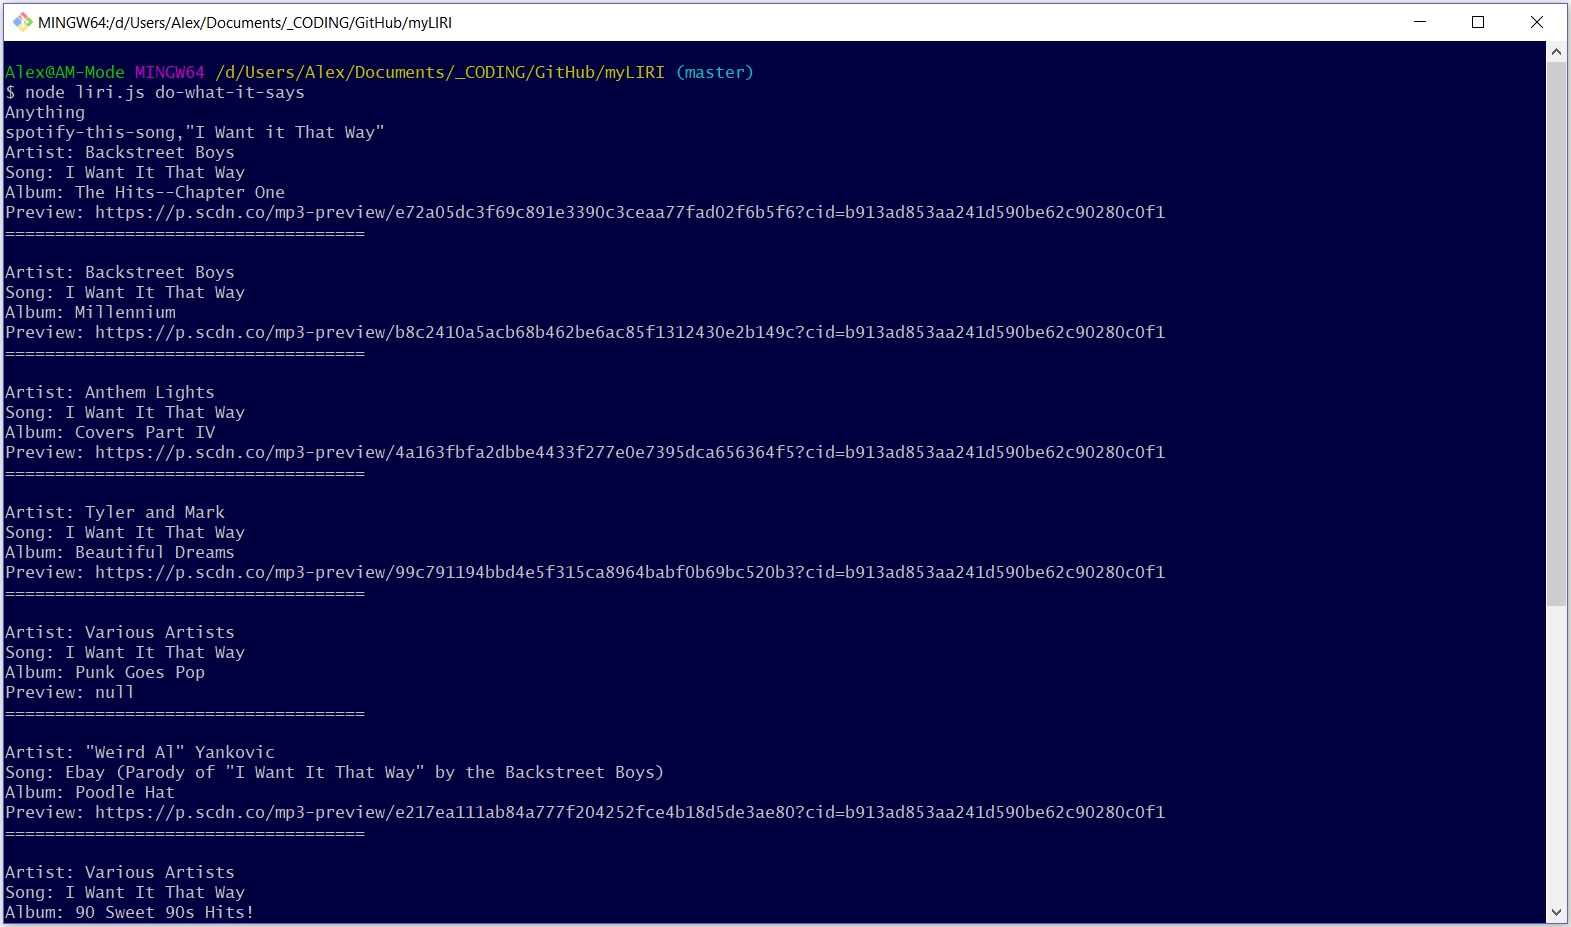 MINGW64:/d/Users/Alex/Documents/_CODING/GitHub/myLIRI
Alex@AM-Mode MINGW64 /d/Users/Alex/Documents/_CODING/GitHub/myLIRI (master)
$ node liri.js do-what-it-says
Anything
spotify-this-song,"I Want it That Way"
Artist: Backstreet Boys
Song: I Want It That Way
Album: The Hits--Chapter One
Preview: https://p.scdn.co/mp3-preview/e72a05dc3f69c891e3390c3ceaa77fad02f6b5f6?cid=b913ad853aa241d590be62c90280c0f1
====================================
Artist: Backstreet Boys
Song: I Want It That Way
Album: Millennium
Preview: https://p.scdn.co/mp3-preview/b8c2410a5acb68b462be6ac85f1312430e2b149c?cid=b913ad853aa241d590be62c90280c0f1
====================================
Artist: Anthem Lights
Song: I Want It That Way
Album: Covers Part IV
Preview: https://p.scdn.co/mp3-preview/4a163fbfa2dbbe4433f277e0e7395dca656364f5?cid=b913ad853aa241d590be62c90280c0f1
====================================
Artist: Tyler and Mark
Song: I Want It That Way
Album: Beautiful Dreams
Preview: https://p.scdn.co/mp3-preview/99c791194bbd4e5f315ca8964babf0b69bc520b3?cid=b913ad853aa241d590be62c90280c0f1
====================================
Artist: Various Artists
Song: I Want It That Way
Album: Punk Goes Pop
Preview: null
====================================
Artist: "Weird Al" Yankovic
Song: Ebay (Parody of "I Want It That Way" by the Backstreet Boys)
Album: Poodle Hat
Preview: https://p.scdn.co/mp3-preview/e217ea111ab84a777f204252fce4b18d5de3ae80?cid=b913ad853aa241d590be62c90280c0f1
====================================
Artist: Various Artists
Song: I Want It That Way
Album: 90 Sweet 90s Hits!